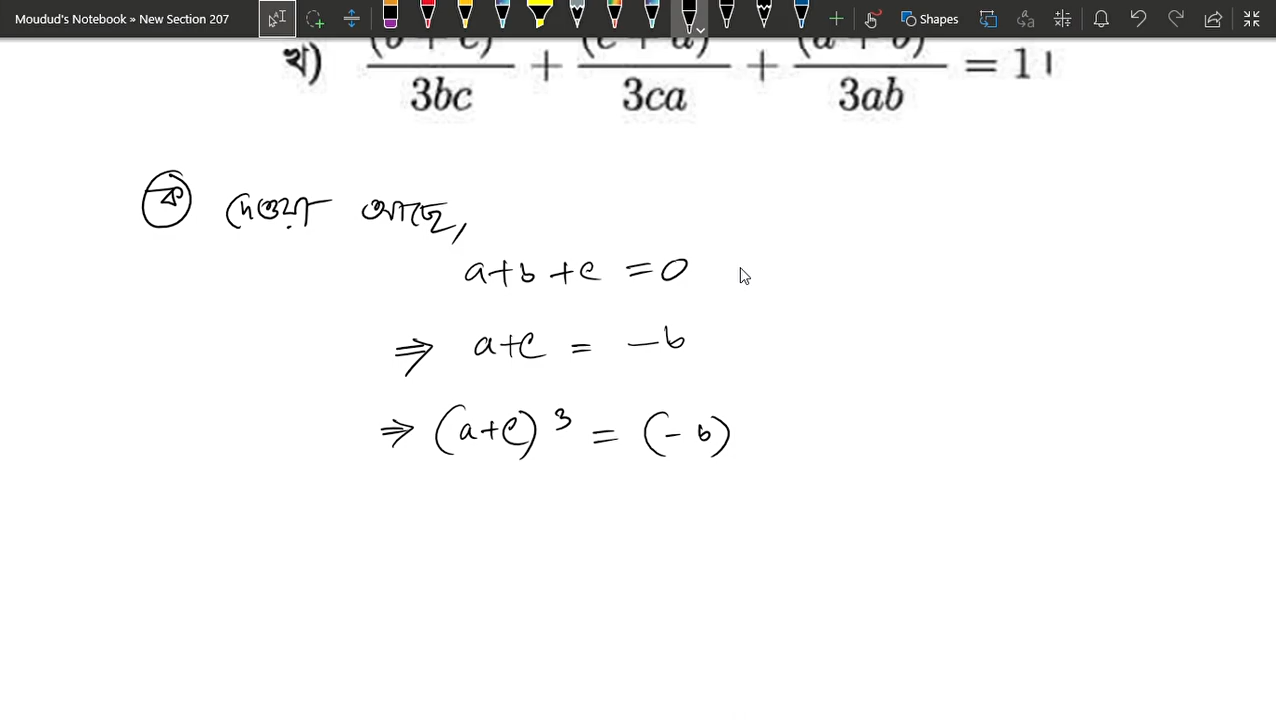 Moudud's Notebook » New Section 207
Shapes
খ) (b + c) / 3bc + (c + a) / 3ca + (a + b) / 3ab = 1।
ক দেওয়া আছে,
a+b+c = 0
⇒ a+c = -b
⇒ (a+c)³ = (-b)